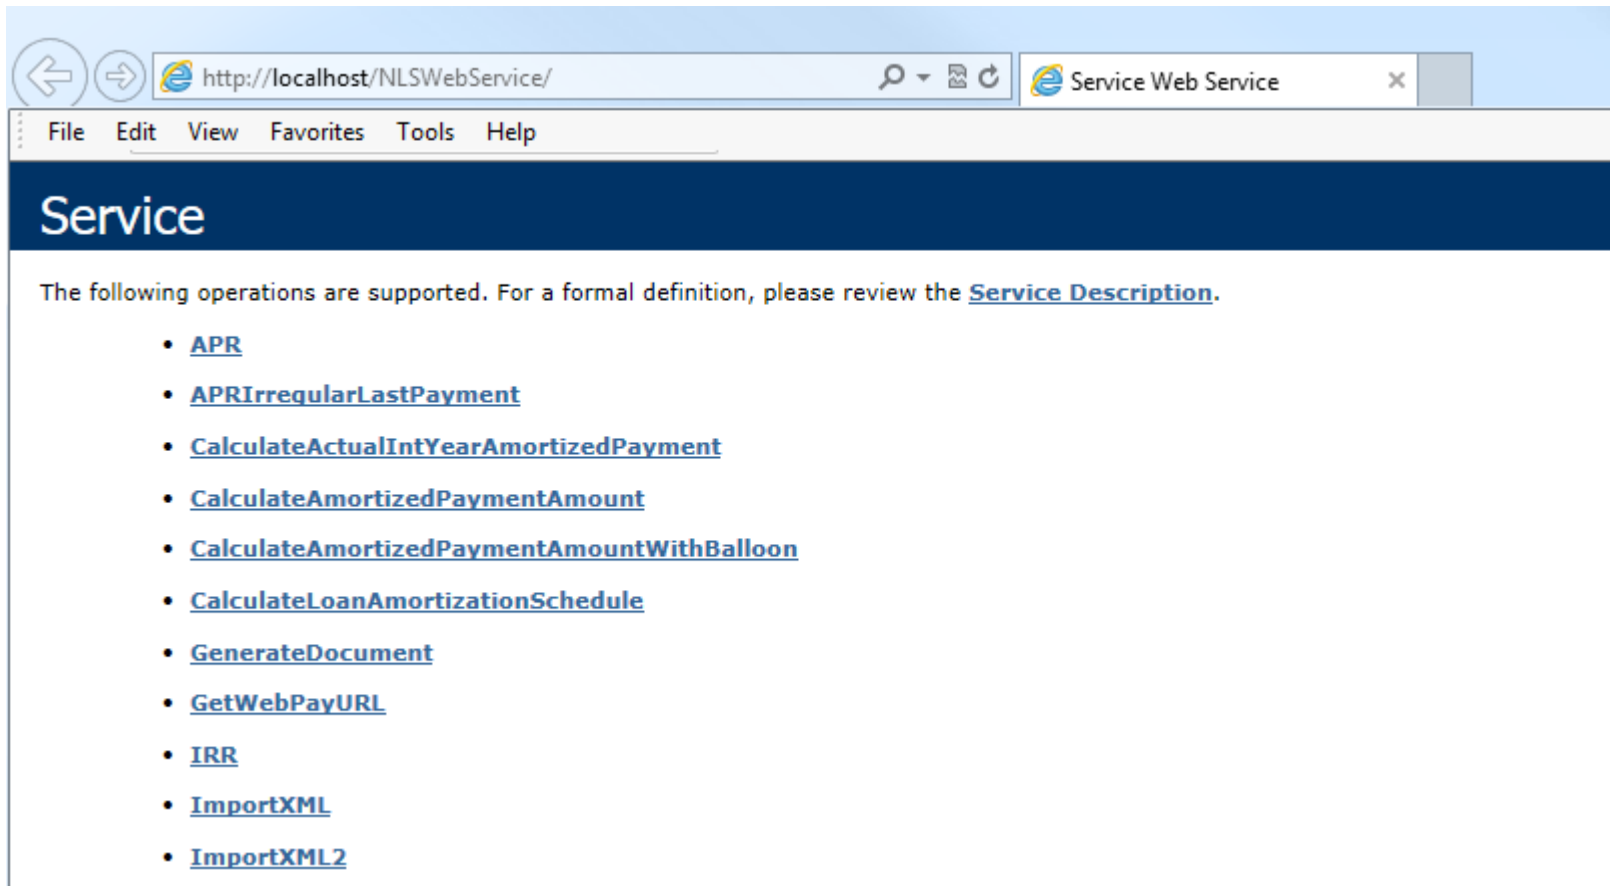 http://localhost/NLSWebService/
Service Web Service
File Edit View Favorites Tools Help
Service
The following operations are supported. For a formal definition, please review the Service Description.
• APR
• APRIrregularLastPayment
• CalculateActualIntYearAmortizedPayment
• CalculateAmortizedPaymentAmount
• CalculateAmortizedPaymentAmountWithBalloon
• CalculateLoanAmortizationSchedule
• GenerateDocument
• GetWebPayURL
• IRR
• ImportXML
• ImportXML2